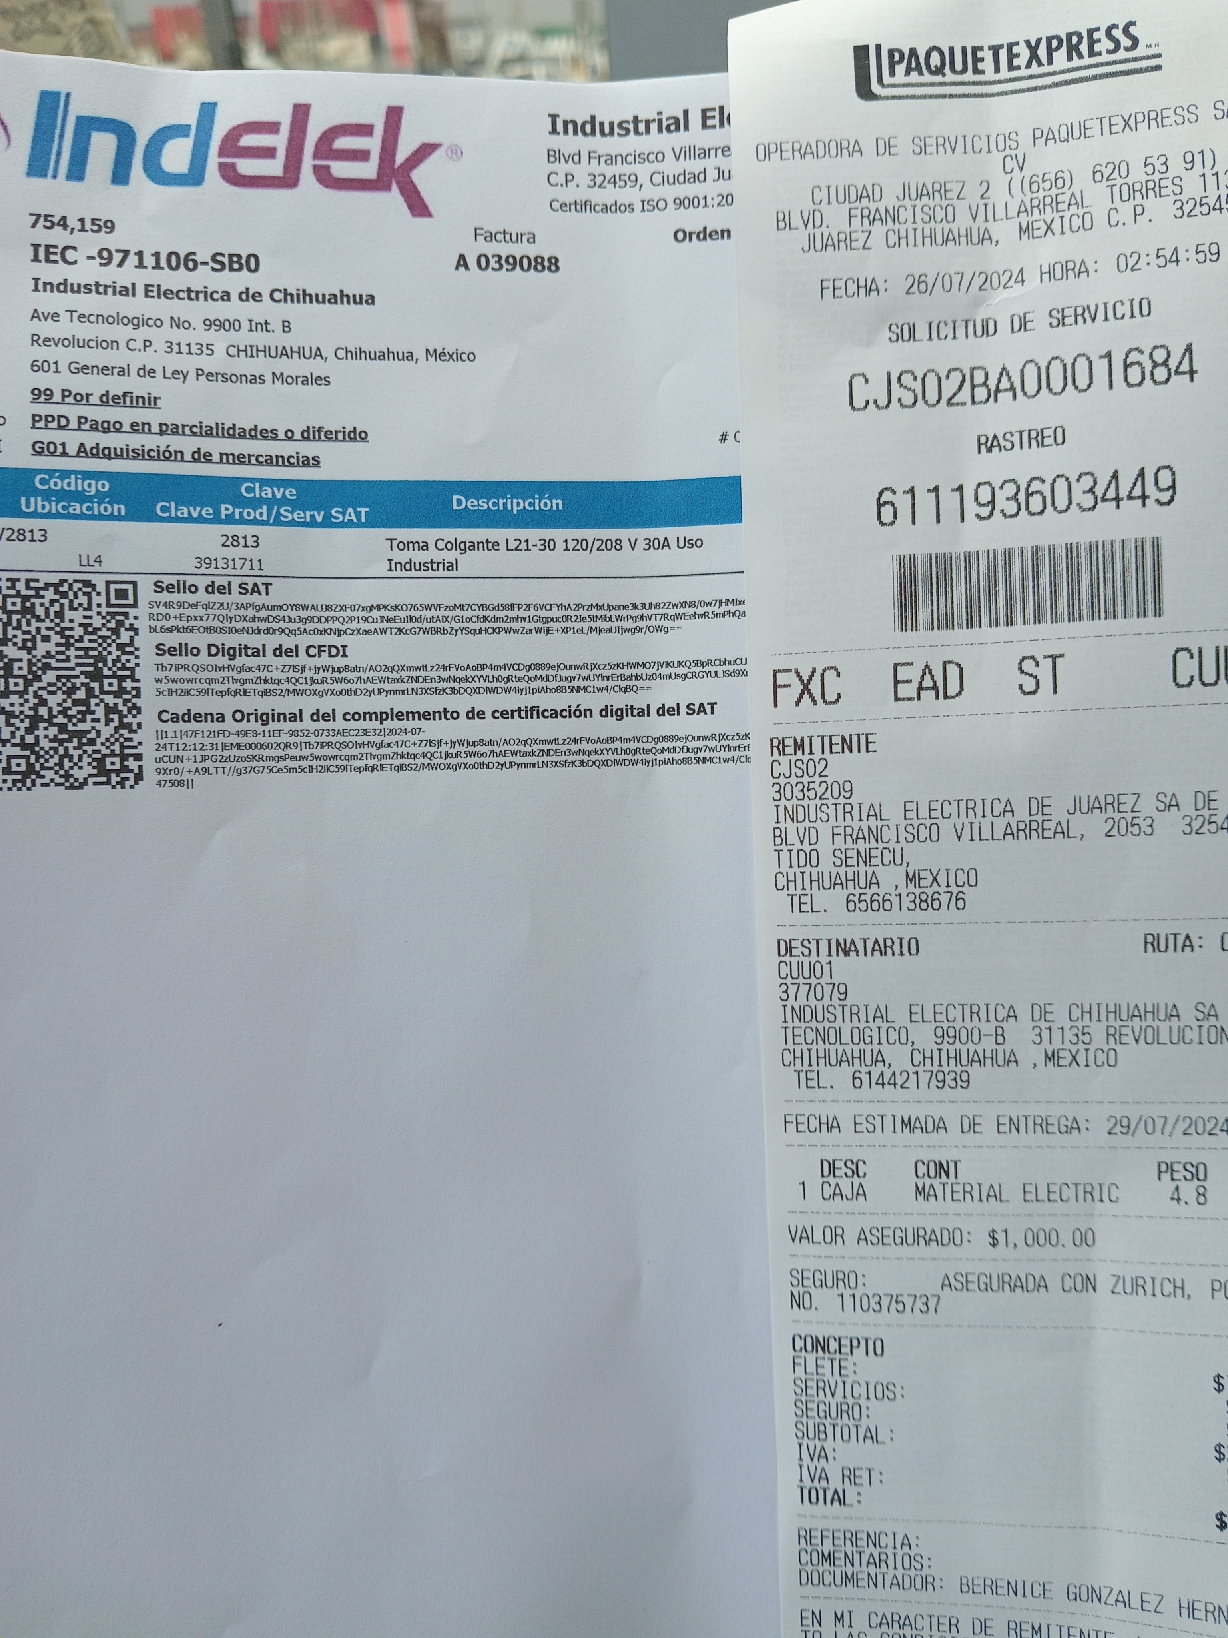 Indelek®
Industrial El
Blvd Francisco Villarre
C.P. 32459, Ciudad Ju
Certificados ISO 9001:20
754,159
Factura
Orden
IEC -971106-SB0
A 039088
Industrial Electrica de Chihuahua
Ave Tecnologico No. 9900 Int. B
Revolucion C.P. 31135 CHIHUAHUA, Chihuahua, México
601 General de Ley Personas Morales
99 Por definir
PPD Pago en parcialidades o diferido
G01 Adquisición de mercancias
Código
Ubicación
Clave
Clave Prod/Serv SAT
Descripción
/2813
2813
Toma Colgante L21-30 120/208 V 30A Uso
LL4
39131711
Industrial
Sello del SAT
Sello Digital del CFDI
Cadena Original del complemento de certificación digital del SAT
47508||
PAQUETEXPRESS
OPERADORA DE SERVICIOS PAQUETEXPRESS S
CV
CIUDAD JUAREZ 2 ((656) 620 53 91)
BLVD. FRANCISCO VILLARREAL TORRES 11
JUAREZ CHIHUAHUA, MEXICO C.P. 3254
FECHA: 26/07/2024 HORA: 02:54:59
SOLICITUD DE SERVICIO
CJS02BA0001684
RASTREO
611193603449
FXC EAD ST CUU
REMITENTE
CJS02
3035209
INDUSTRIAL ELECTRICA DE JUAREZ SA DE
BLVD FRANCISCO VILLARREAL, 2053 3254
TIDO SENECU,
CHIHUAHUA ,MEXICO
TEL. 6566138676
DESTINATARIO RUTA:
CUU01
377079
INDUSTRIAL ELECTRICA DE CHIHUAHUA SA
TECNOLOGICO, 9900-B 31135 REVOLUCION
CHIHUAHUA, CHIHUAHUA ,MEXICO
TEL. 6144217939
FECHA ESTIMADA DE ENTREGA: 29/07/2024
DESC CONT PESO
1 CAJA MATERIAL ELECTRIC 4.8
VALOR ASEGURADO: $1,000.00
SEGURO: ASEGURADA CON ZURICH, PO
NO. 110375737
CONCEPTO
FLETE:
SERVICIOS: $
SEGURO:
SUBTOTAL:
IVA: $
IVA RET:
TOTAL: $
REFERENCIA:
COMENTARIOS:
DOCUMENTADOR: BERENICE GONZALEZ HERN
EN MI CARACTER DE REMITENTE